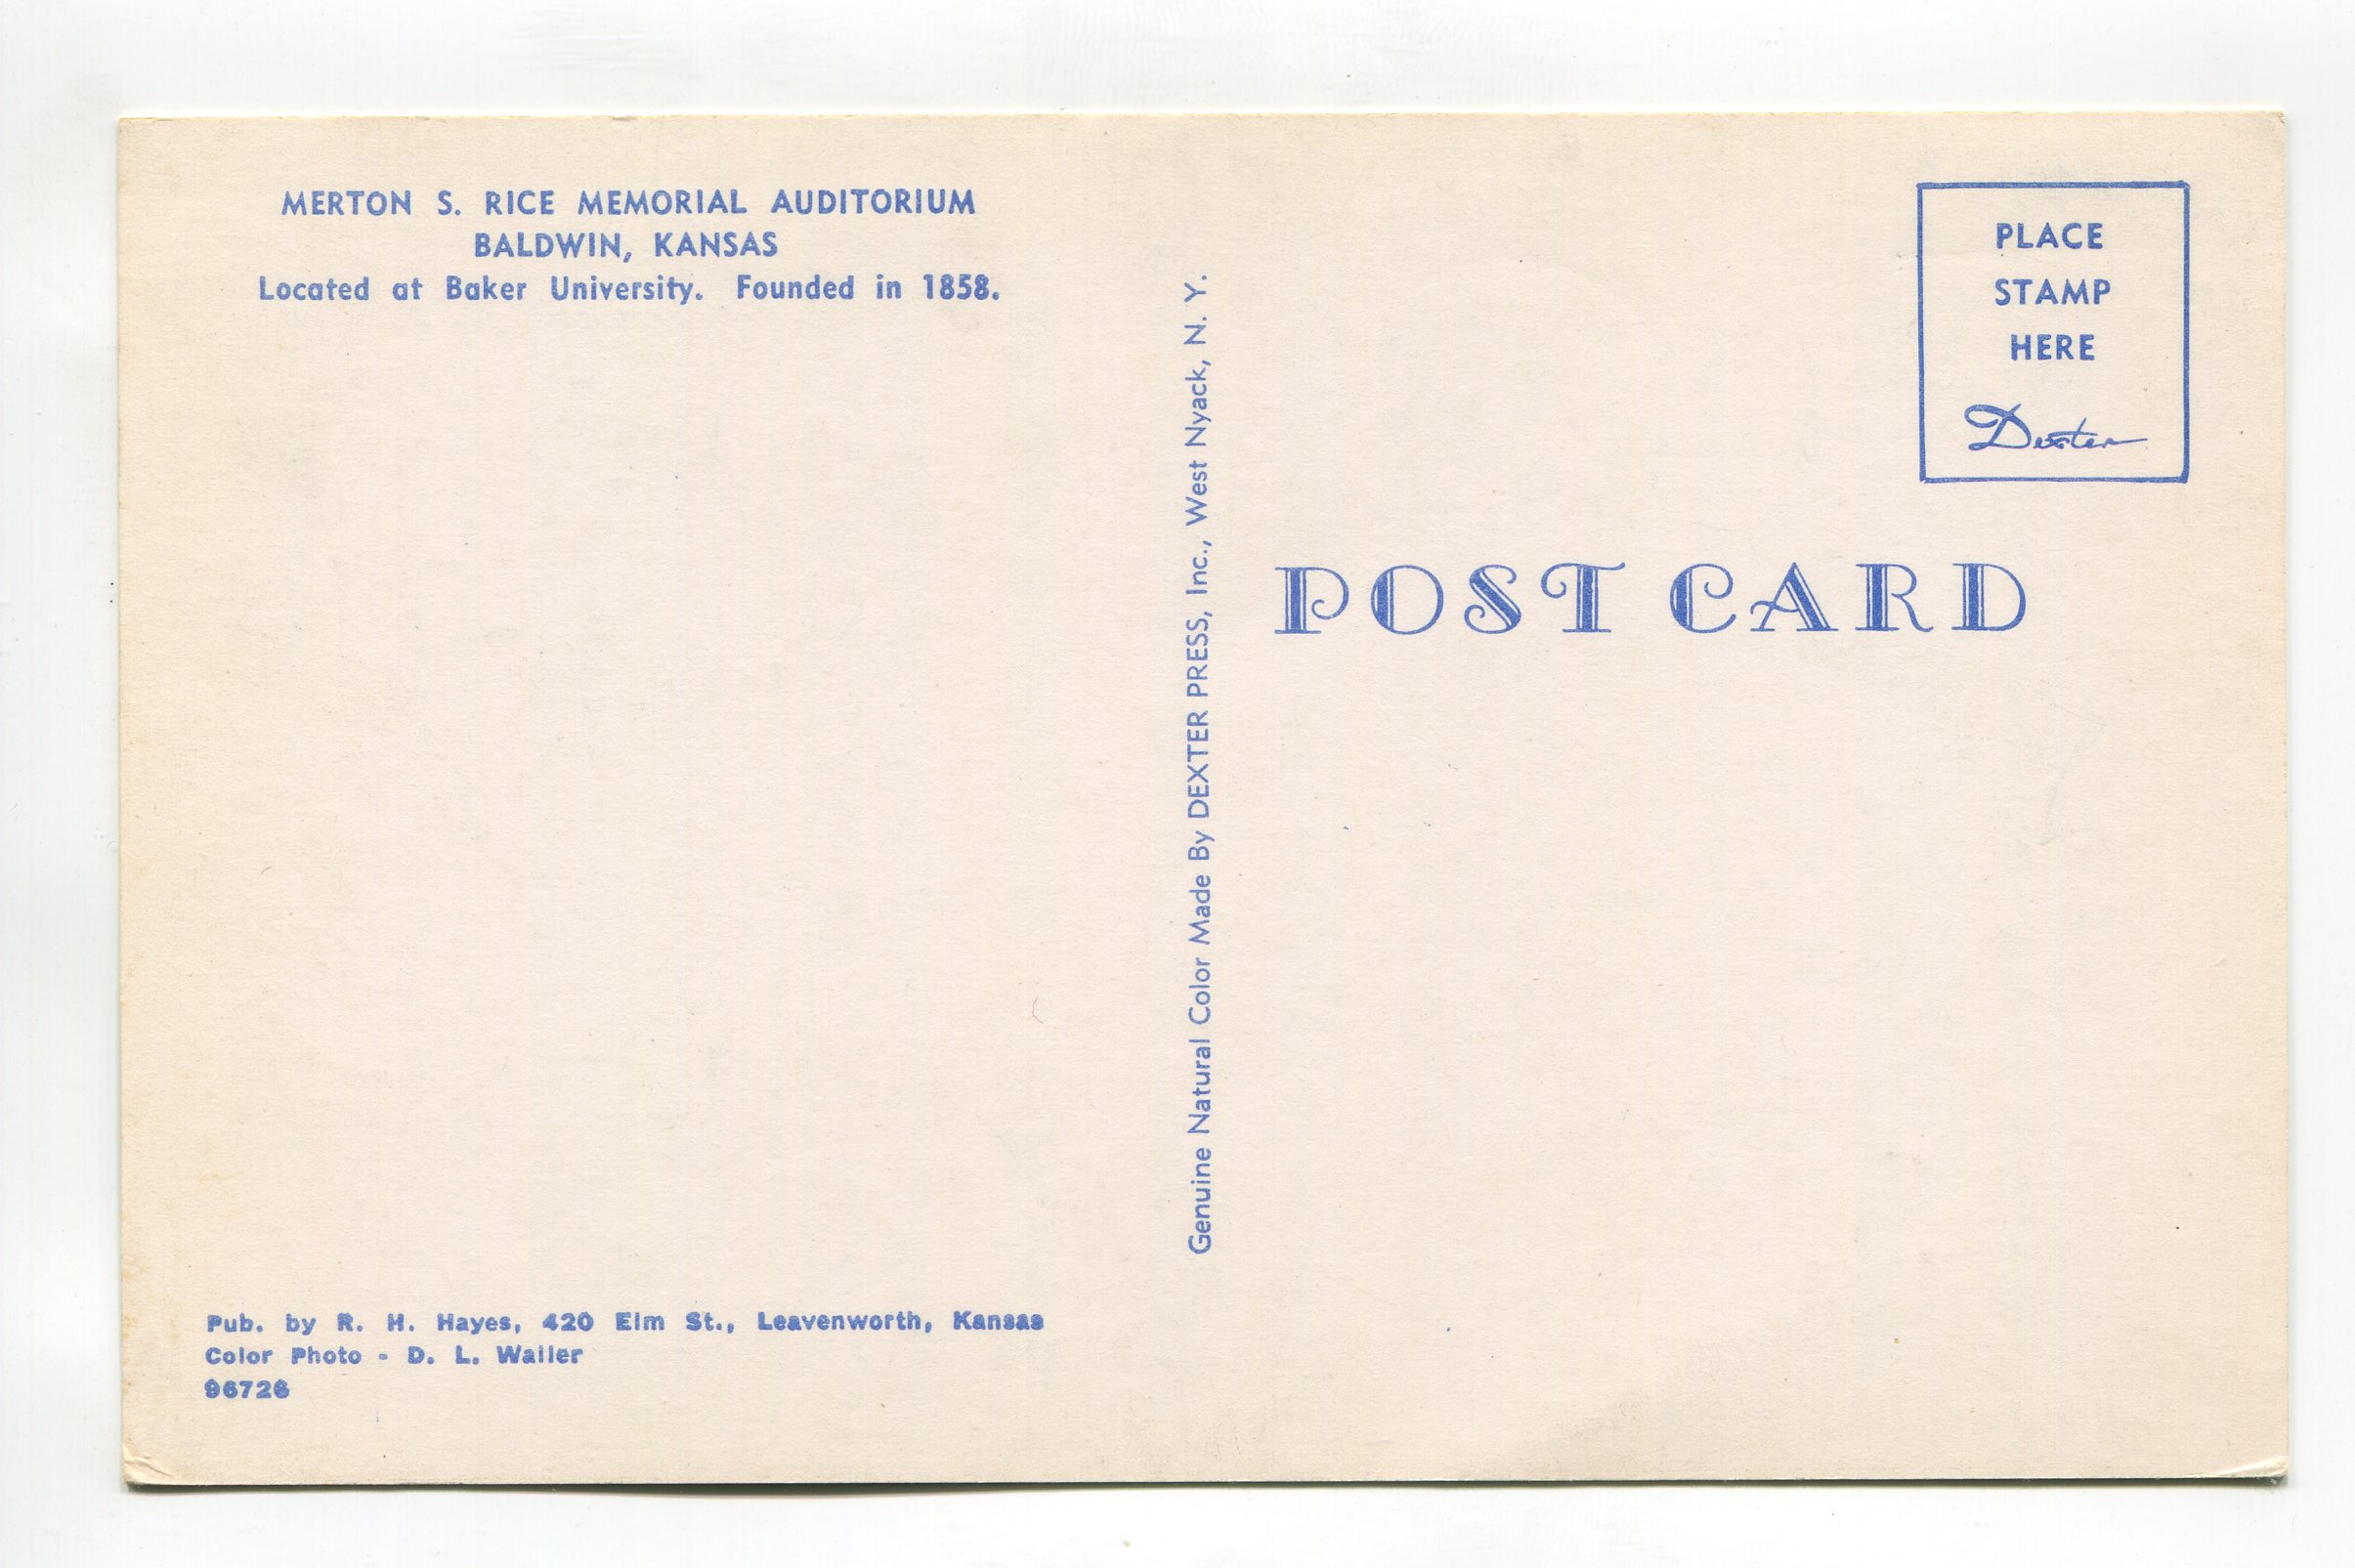 MERTON S. RICE MEMORIAL AUDITORIUM
BALDWIN, KANSAS
Located at Baker University. Founded in 1858.
Pub. by R. H. Hayes, 420 Elm St., Leavenworth, Kansas
Color Photo - D. L. Waller
96726
Genuine Natural Color Made By DEXTER PRESS, Inc., West Nyack, N. Y.
PLACE
STAMP
HERE
Dexter
POST CARD